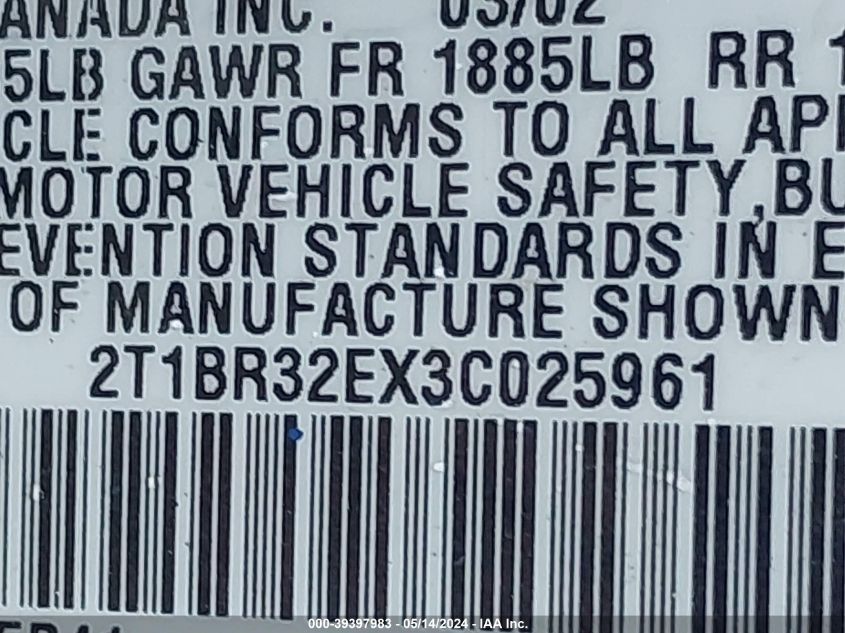 ANADA INC. 03/02
5LB GAWR FR 1885LB RR 1
CLE CONFORMS TO ALL AP
MOTOR VEHICLE SAFETY,BU
EVENTION STANDARDS IN E
OF MANUFACTURE SHOWN
2T1BR32EX3C025961
000-39397983 - 05/14/2024 - IAA Inc.